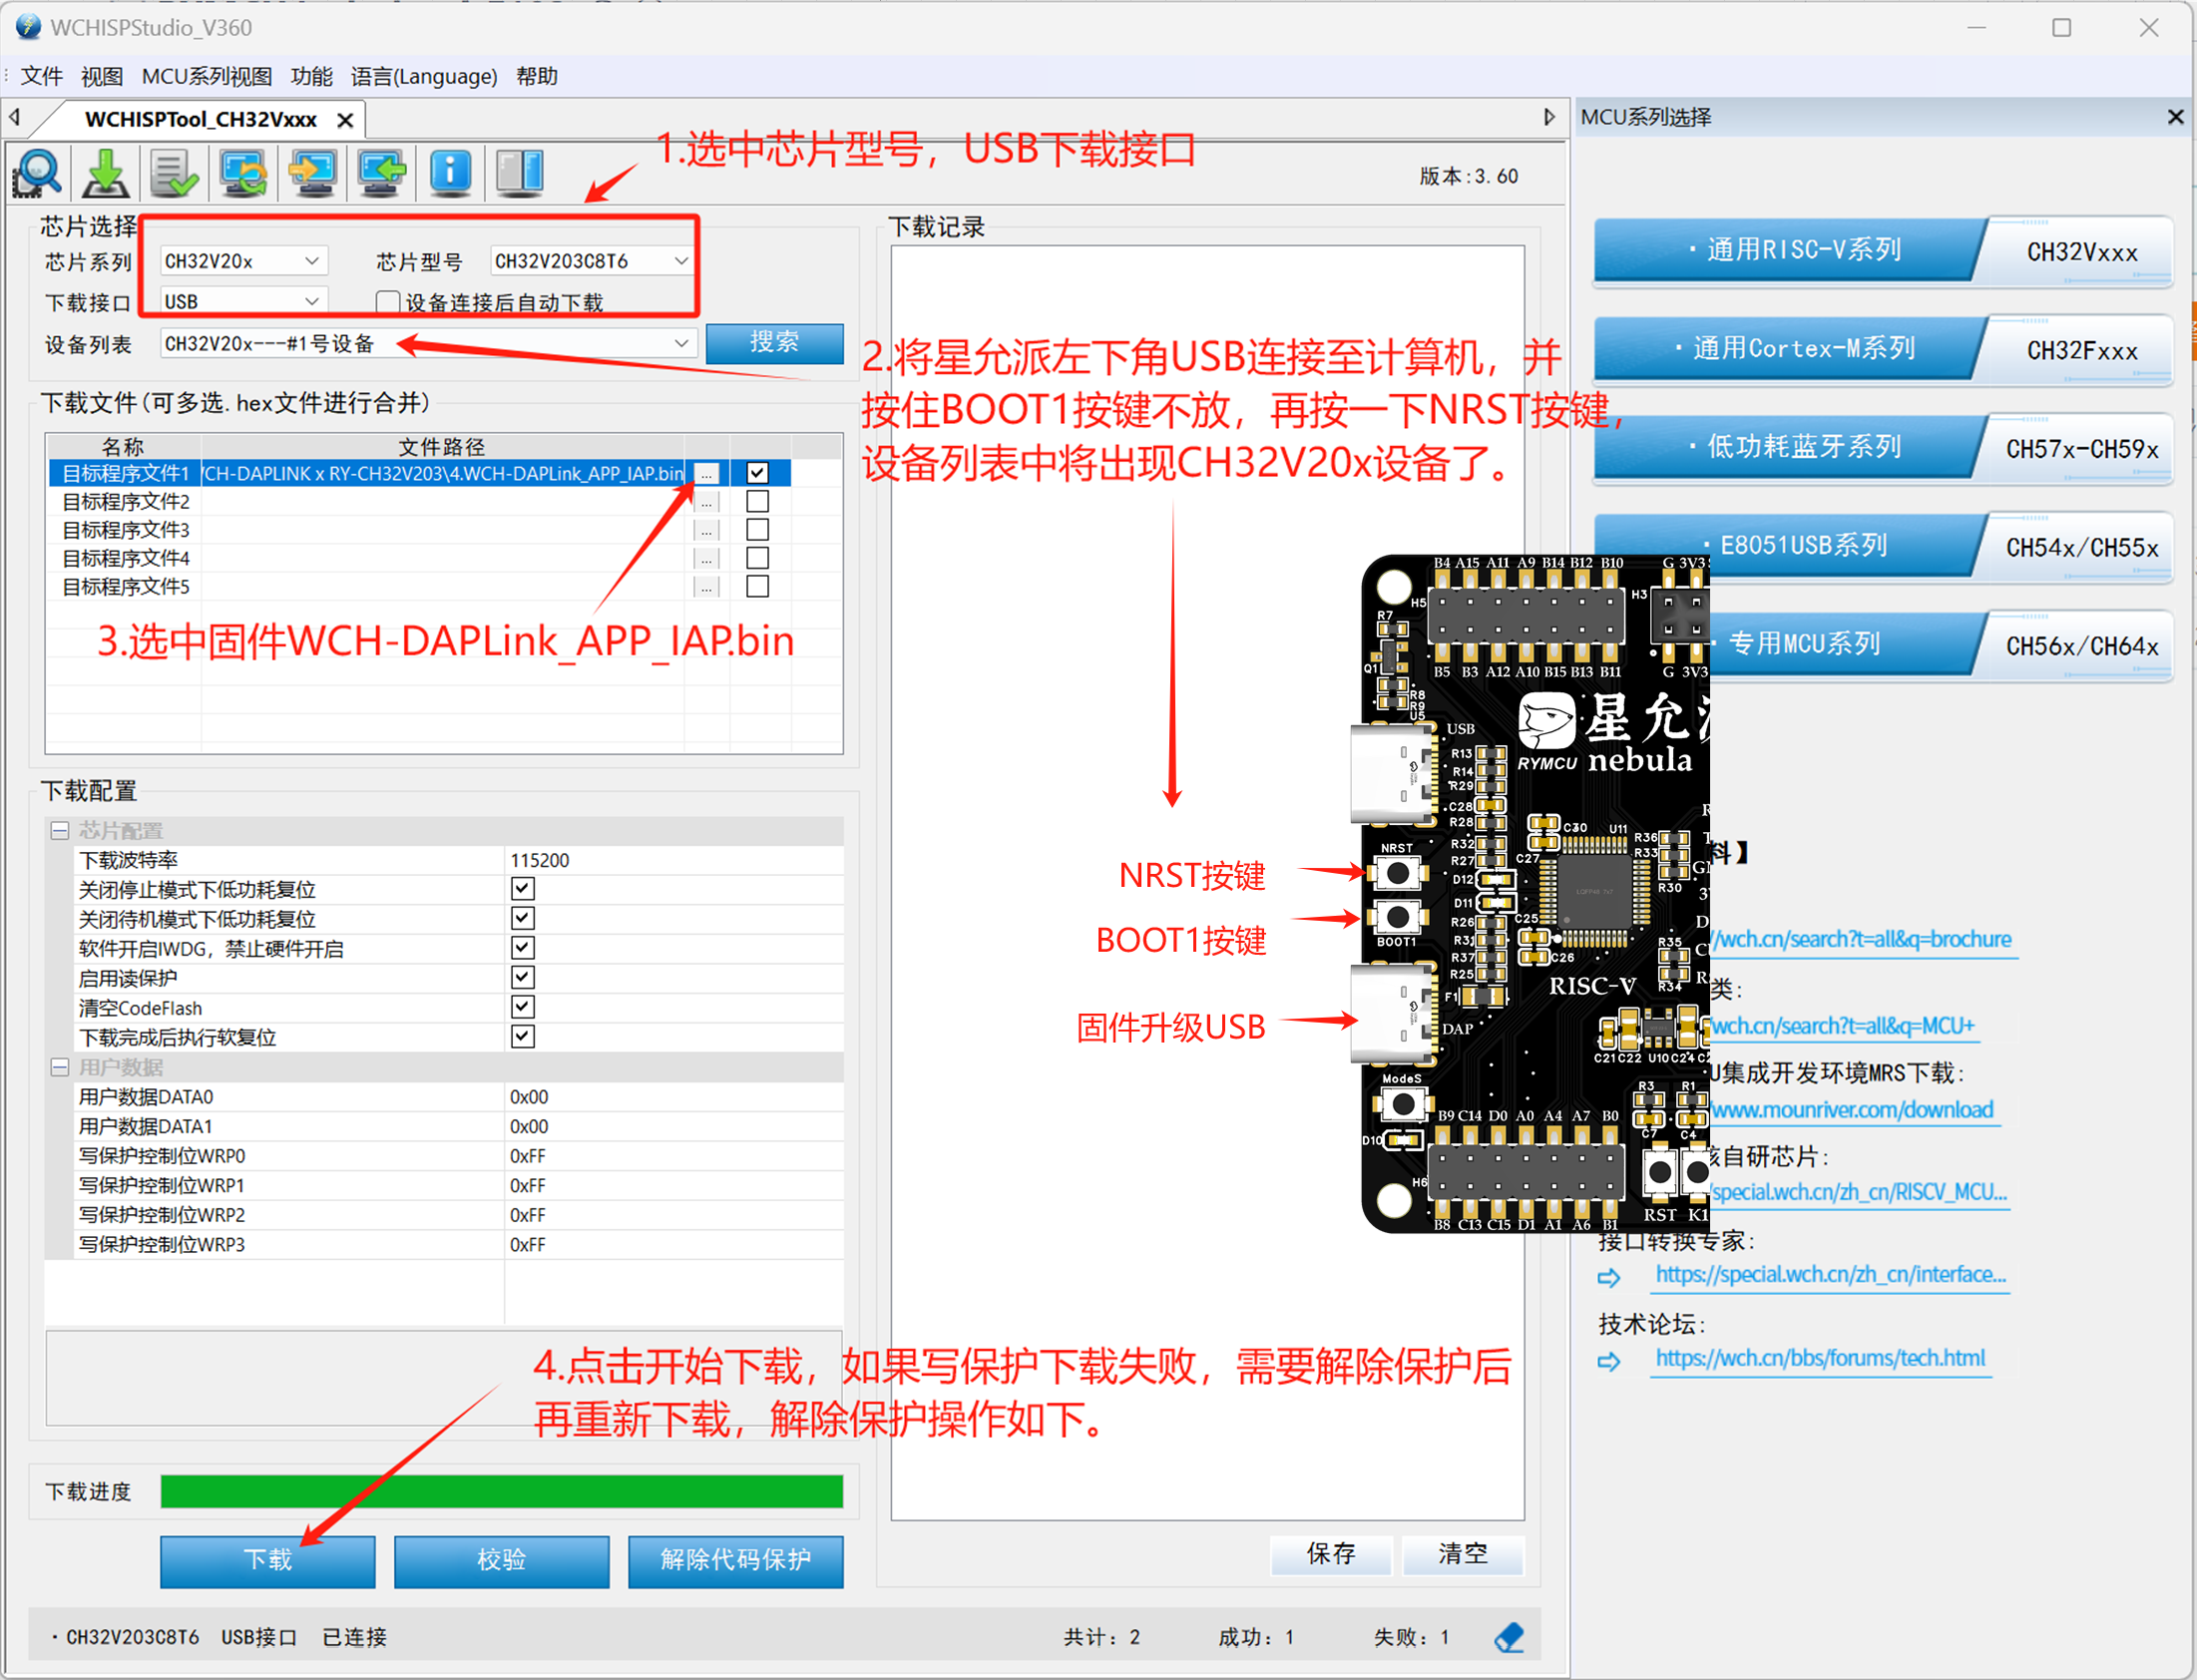 WCHISPStudio_V360
文件 视图 MCU系列视图 功能 语言(Language) 帮助
WCHISPTool_CH32Vxxx
MCU系列选择
1.选中芯片型号，USB下载接口
版本:3.60
芯片选择
芯片系列 CH32V20x 芯片型号 CH32V203C8T6
下载接口 USB 设备连接后自动下载
设备列表 CH32V20x---#1号设备 搜索
下载记录
2.将星允派左下角USB连接至计算机，并
按住BOOT1按键不放，再按一下NRST按键，
设备列表中将出现CH32V20x设备了。
下载文件(可多选.hex文件进行合并)
名称 文件路径
目标程序文件1 'CH-DAPLINK x RY-CH32V203\4.WCH-DAPLink_APP_IAP.bin ...
目标程序文件2 ...
目标程序文件3 ...
目标程序文件4 ...
目标程序文件5 ...
3.选中固件WCH-DAPLink_APP_IAP.bin
下载配置
芯片配置
下载波特率 115200
关闭停止模式下低功耗复位
关闭待机模式下低功耗复位
软件开启IWDG，禁止硬件开启
启用读保护
清空CodeFlash
下载完成后执行软复位
用户数据
用户数据DATA0 0x00
用户数据DATA1 0x00
写保护控制位WRP0 0xFF
写保护控制位WRP1 0xFF
写保护控制位WRP2 0xFF
写保护控制位WRP3 0xFF
4.点击开始下载，如果写保护下载失败，需要解除保护后
再重新下载，解除保护操作如下。
下载进度
下载 校验 解除代码保护
保存 清空
·CH32V203C8T6 USB接口 已连接 共计: 2 成功: 1 失败: 1
NRST按键
BOOT1按键
固件升级USB
B4 A15 A11 A9 B14 B12 B10 G 3V3
H5 H3
R7
Q1
B5 B3 A12 A10 B15 B13 B11 G 3V3
R8
R9
U5
USB
星允
RYMCU nebula
R13
R14
R29
C28
R28
R32
R27
D12
D11
R26
R31
R37
R25
F1
C30 U11
C27
C25
C26
R36
R33
R30
R35
R34
NRST
BOOT1
RISC-V
DAP
C21 C22 U10 C24
ModeS
D10
B9 C14 D0 A0 A4 A7 B0
R3 R1
C7 C4
H6
B8 C13 C15 D1 A1 A6 B1
RST K1
·通用RISC-V系列 CH32Vxxx
·通用Cortex-M系列 CH32Fxxx
·低功耗蓝牙系列 CH57x-CH59x
·E8051USB系列 CH54x/CH55x
·专用MCU系列 CH56x/CH64x
料】
/wch.cn/search?t=all&q=brochure
类:
/wch.cn/search?t=all&q=MCU+
U集成开发环境MRS下载:
/www.mounriver.com/download
自研芯片:
/special.wch.cn/zh_cn/RISCV_MCU...
接口转换专家:
https://special.wch.cn/zh_cn/interface...
技术论坛:
https://wch.cn/bbs/forums/tech.html